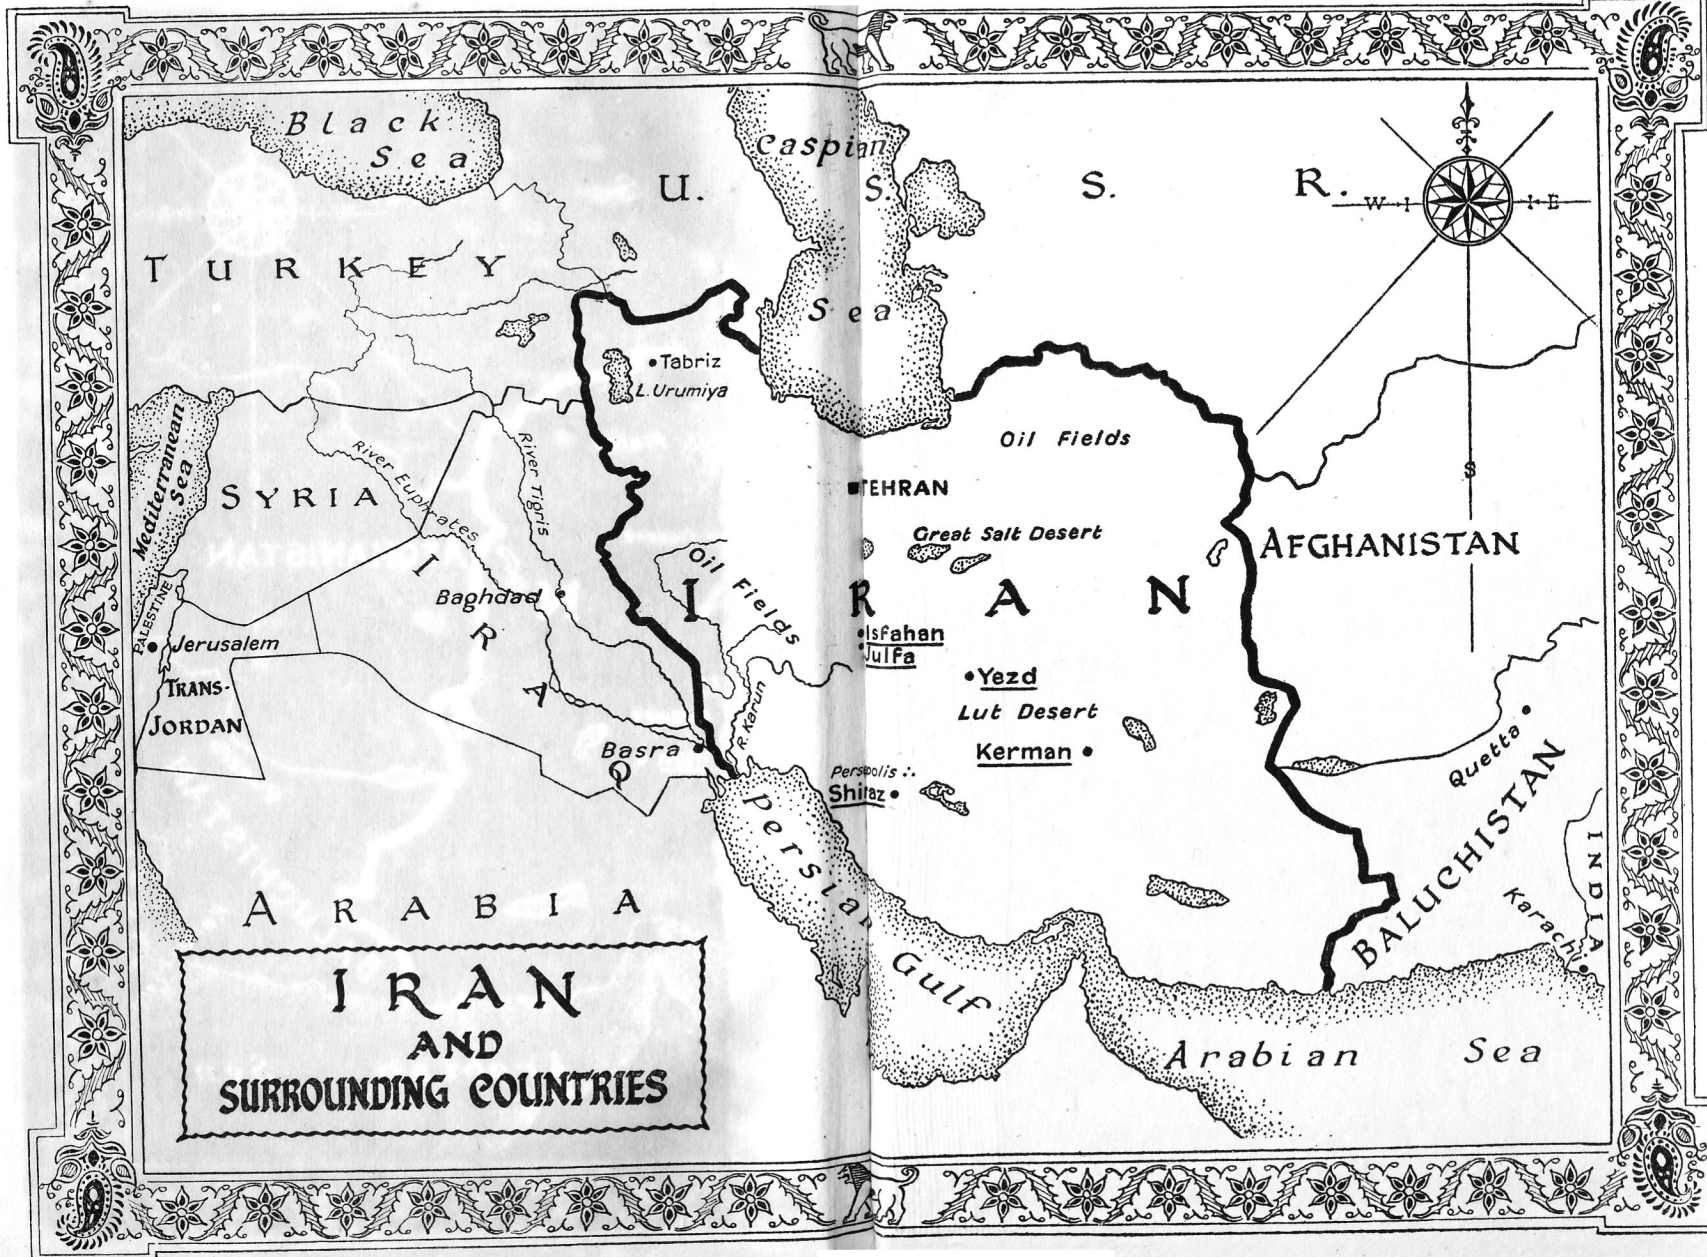 Black
Sea
Caspian
Sea
U. S. S. R.
W E
S
TURKEY
Tabriz
L. Urumiya
Mediterranean
Sea
SYRIA
River Euphrates
River Tigris
Oil Fields
TEHRAN
Great Salt Desert
AFGHANISTAN
IRAQ
Baghdad
Oil Fields
IRAN
PALESTINE
Jerusalem
Isfahan
Julfa
TRANS-
JORDAN
Yezd
Lut Desert
R. Karun
Basra
Kerman
Persepolis
Shiraz
Quetta
BALUCHISTAN
INDIA
Karachi
Persian
Gulf
ARABIA
Arabian Sea
IRAN
AND
SURROUNDING COUNTRIES